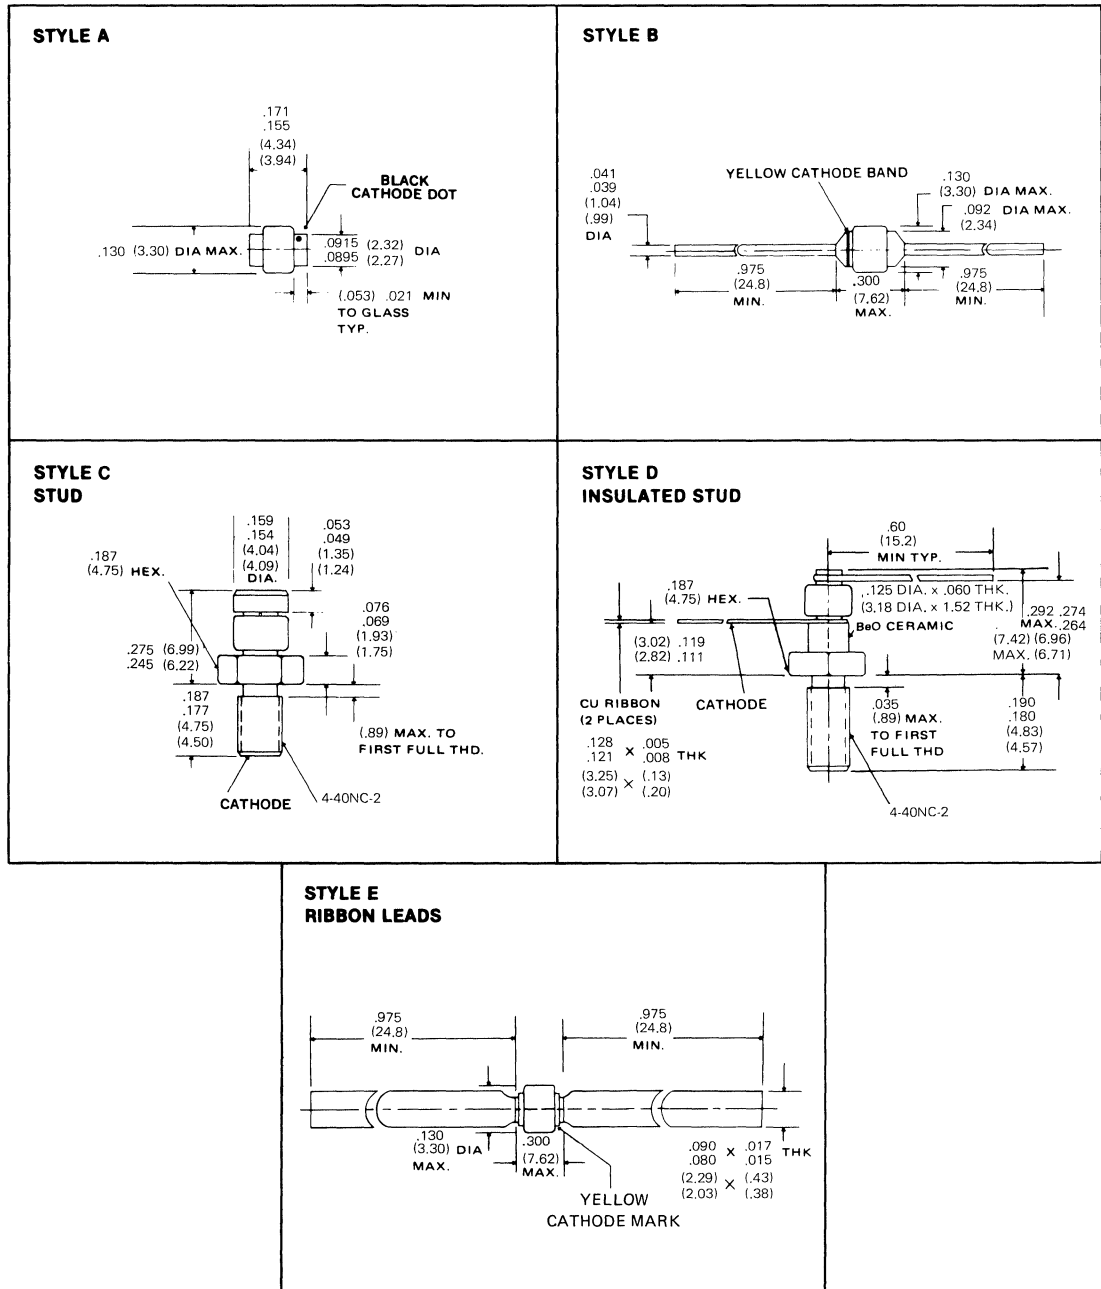 STYLE A
.171
.155
(4.34)
(3.94)
BLACK
CATHODE DOT
.130 (3.30) DIA MAX.
.0915 (2.32) DIA
.0895 (2.27)
(.053) .021 MIN
TO GLASS
TYP.
STYLE B
.041
.039
(1.04)
(.99)
DIA
YELLOW CATHODE BAND
.130
(3.30) DIA MAX.
.092 DIA MAX.
(2.34)
.975
(24.8)
MIN.
.300
(7.62)
MAX.
.975
(24.8)
MIN.
STYLE C
STUD
.159
.154
(4.04)
(4.09)
DIA.
.053
.049
(1.35)
(1.24)
.187
(4.75) HEX.
.076
.069
(1.93)
(1.75)
.275 (6.99)
.245 (6.22)
.187
.177
(4.75)
(4.50)
(.89) MAX. TO
FIRST FULL THD.
CATHODE
4-40NC-2
STYLE D
INSULATED STUD
.60
(15.2)
MIN TYP.
.187
(4.75) HEX.
.125 DIA. x .060 THK.
(3.18 DIA. x 1.52 THK.)
BeO CERAMIC
.292 .274
MAX. .264
(7.42) (6.96)
MAX. (6.71)
(3.02) .119
(2.82) .111
CU RIBBON
(2 PLACES)
CATHODE
.128 x .005 THK
.121 .008
(3.25) x (.13)
(3.07) (.20)
.035
(.89) MAX.
TO FIRST
FULL THD
.190
.180
(4.83)
(4.57)
4-40NC-2
STYLE E
RIBBON LEADS
.975
(24.8)
MIN.
.975
(24.8)
MIN.
.130
(3.30) DIA
MAX.
.300
(7.62)
MAX.
.090 x .017 THK
.080 .015
(2.29) x (.43)
(2.03) (.38)
YELLOW
CATHODE MARK